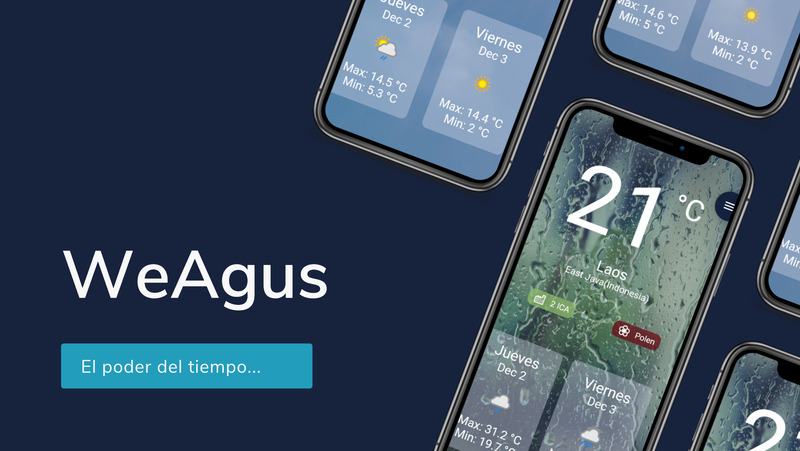 WeAgus
El poder del tiempo...
Jueves
Dec 2
Max: 14.5 °C
Min: 5.3 °C
Viernes
Dec 3
Max: 14.4 °C
Min: 2 °C
Max: 14.6 °C
Min: 5 °C
Max: 13.9 °C
Min: 2 °C
21 °C
Laos
East Java(Indonesia)
2 ICA
Polen
Jueves
Dec 2
Max: 31.2 °C
Min: 19.7 °C
Viernes
Dec 3